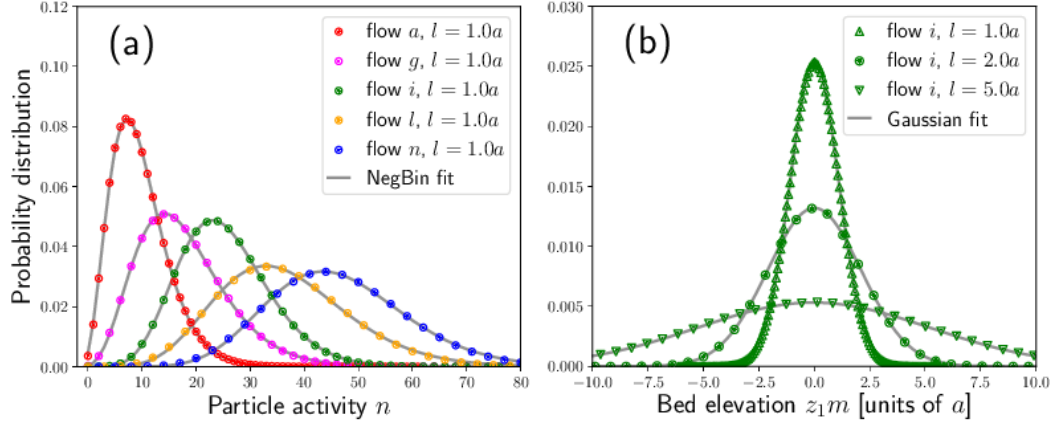 (a)
flow a, l = 1.0a
flow g, l = 1.0a
flow i, l = 1.0a
flow l, l = 1.0a
flow n, l = 1.0a
NegBin fit
Probability distribution
0.12
0.10
0.08
0.06
0.04
0.02
0.00
0 10 20 30 40 50 60 70 80
Particle activity n
(b)
flow i, l = 1.0a
flow i, l = 2.0a
flow i, l = 5.0a
Gaussian fit
0.030
0.025
0.020
0.015
0.010
0.005
0.000
−10.0 −7.5 −5.0 −2.5 0.0 2.5 5.0 7.5 10.0
Bed elevation z₁m [units of a]